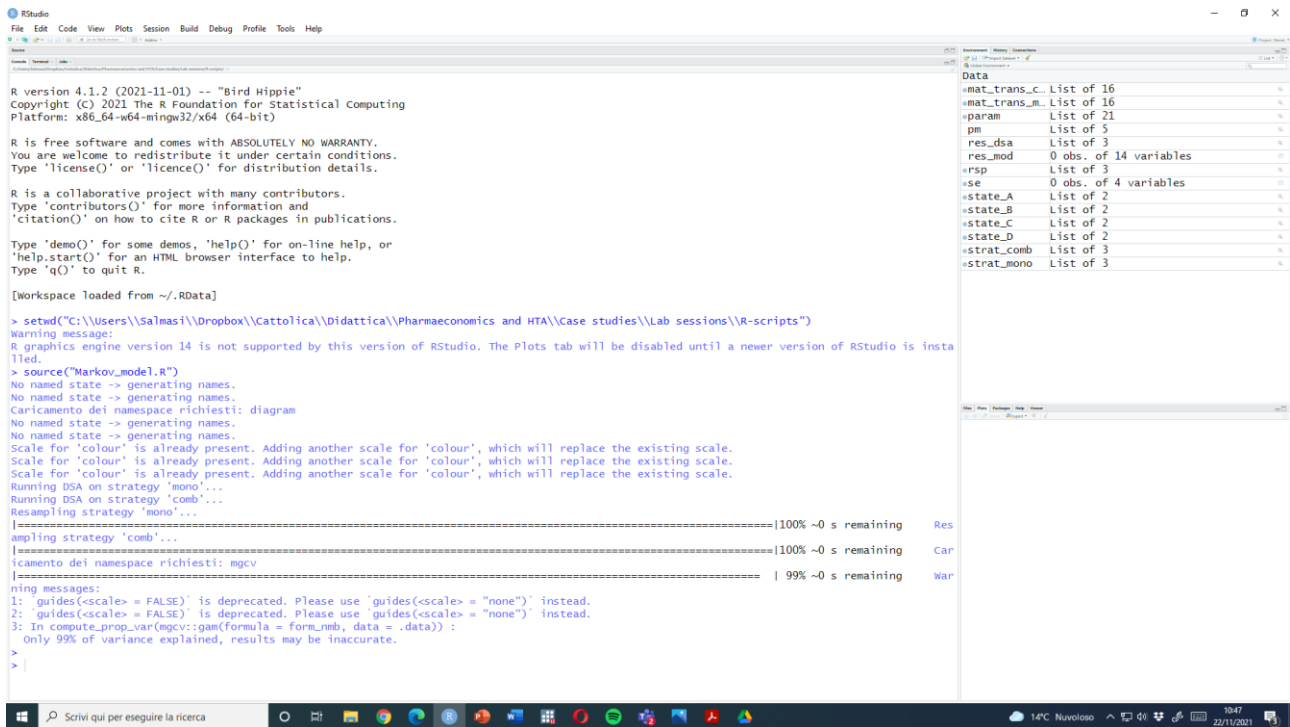 RStudio
File Edit Code View Plots Session Build Debug Profile Tools Help
Source
Console Terminal Jobs
R version 4.1.2 (2021-11-01) -- "Bird Hippie"
Copyright (C) 2021 The R Foundation for Statistical Computing
Platform: x86_64-w64-mingw32/x64 (64-bit)
R is free software and comes with ABSOLUTELY NO WARRANTY.
You are welcome to redistribute it under certain conditions.
Type 'license()' or 'licence()' for distribution details.
R is a collaborative project with many contributors.
Type 'contributors()' for more information and
'citation()' on how to cite R or R packages in publications.
Type 'demo()' for some demos, 'help()' for on-line help, or
'help.start()' for an HTML browser interface to help.
Type 'q()' to quit R.
[Workspace loaded from ~/.RData]
> setwd("C:\\Users\\Salmasi\\Dropbox\\Cattolica\\Didattica\\Pharmaeconomics and HTA\\Case studies\\Lab sessions\\R-scripts")
Warning message:
R graphics engine version 14 is not supported by this version of RStudio. The Plots tab will be disabled until a newer version of RStudio is insta
lled.
> source("Markov_model.R")
No named state -> generating names.
No named state -> generating names.
Caricamento dei namespace richiesti: diagram
No named state -> generating names.
No named state -> generating names.
Scale for 'colour' is already present. Adding another scale for 'colour', which will replace the existing scale.
Scale for 'colour' is already present. Adding another scale for 'colour', which will replace the existing scale.
Scale for 'colour' is already present. Adding another scale for 'colour', which will replace the existing scale.
Running DSA on strategy 'mono'...
Running DSA on strategy 'comb'...
Resampling strategy 'mono'...
|=====================================================================================================================|100% ~0 s remaining Res
ampling strategy 'comb'...
|=====================================================================================================================|100% ~0 s remaining Car
icamento dei namespace richiesti: mgcv
|=================================================================================================================== | 99% ~0 s remaining War
ning messages:
1: `guides(<scale> = FALSE)` is deprecated. Please use `guides(<scale> = "none")` instead.
2: `guides(<scale> = FALSE)` is deprecated. Please use `guides(<scale> = "none")` instead.
3: In compute_prop_var(mgcv::gam(formula = form_nmb, data = .data)) :
Only 99% of variance explained, results may be inaccurate.
>
>
Environment History Connections
Import Dataset
Global Environment
Data
mat_trans_c… List of 16
mat_trans_m… List of 16
param List of 21
pm List of 5
res_dsa List of 3
res_mod 0 obs. of 14 variables
rsp List of 3
se 0 obs. of 4 variables
state_A List of 2
state_B List of 2
state_C List of 2
state_D List of 2
strat_comb List of 3
strat_mono List of 3
Files Plots Packages Help Viewer
Export
Scrivi qui per eseguire la ricerca
14°C Nuvoloso
10:47
22/11/2021